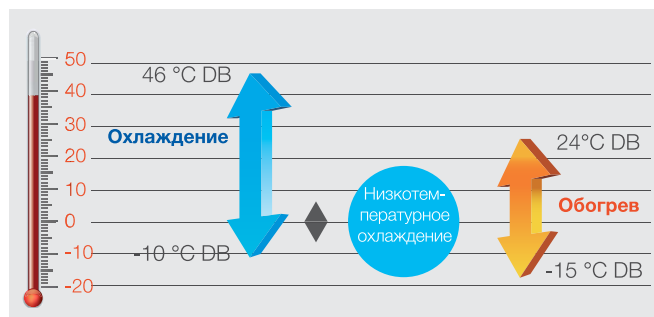 50
46 °C DB
40
Охлаждение
30
24°C DB
20
Низкотем-
пературное
охлаждение
10
Обогрев
0
-10 °C DB
-10
-15 °C DB
-20